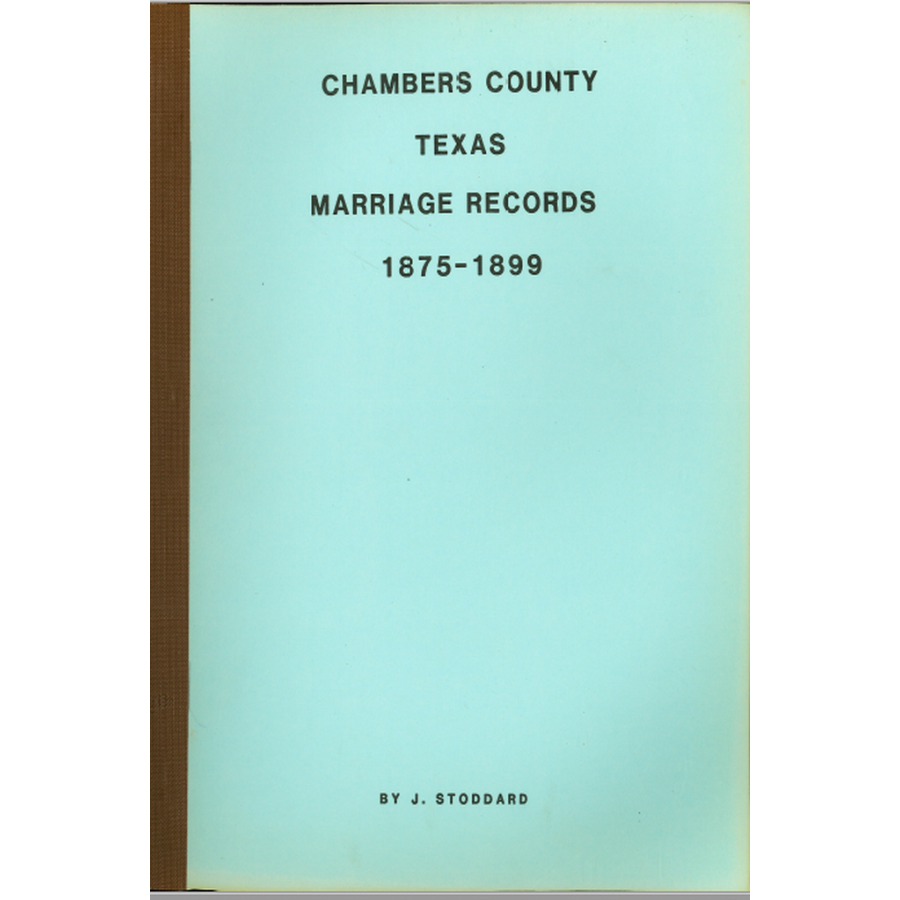 CHAMBERS COUNTY
TEXAS
MARRIAGE RECORDS
1875-1899
BY J. STODDARD